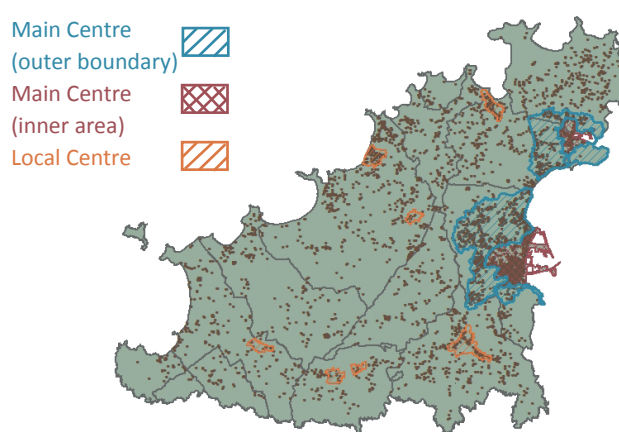 Main Centre
(outer boundary)
Main Centre
(inner area)
Local Centre